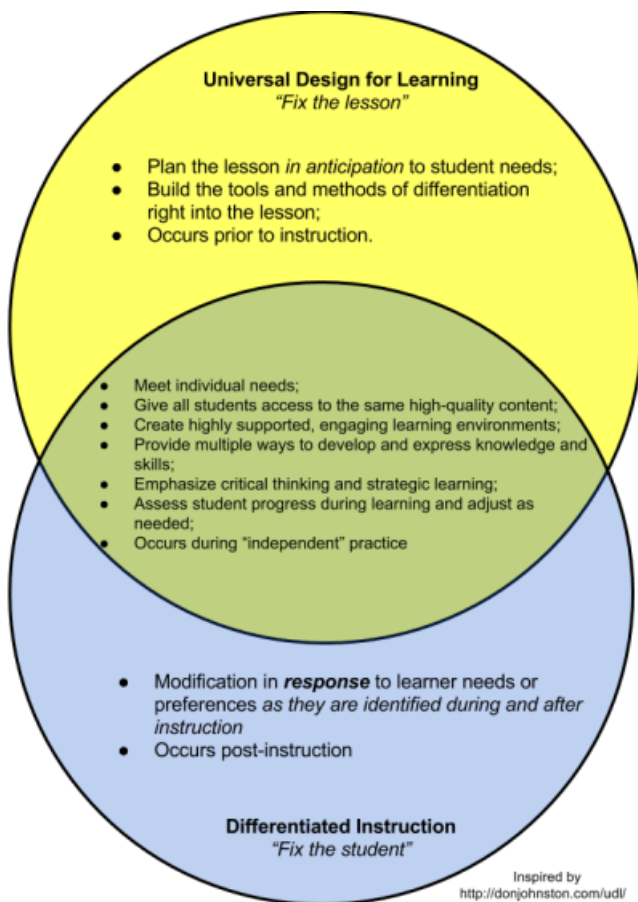 Universal Design for Learning
“Fix the lesson”
● Plan the lesson in anticipation to student needs;
● Build the tools and methods of differentiation
right into the lesson;
● Occurs prior to instruction.
● Meet individual needs;
● Give all students access to the same high-quality content;
● Create highly supported, engaging learning environments;
● Provide multiple ways to develop and express knowledge and
skills;
● Emphasize critical thinking and strategic learning;
● Assess student progress during learning and adjust as
needed;
● Occurs during “independent” practice
● Modification in response to learner needs or
preferences as they are identified during and after
instruction
● Occurs post-instruction
Differentiated Instruction
“Fix the student”
Inspired by
http://donjohnston.com/udl/